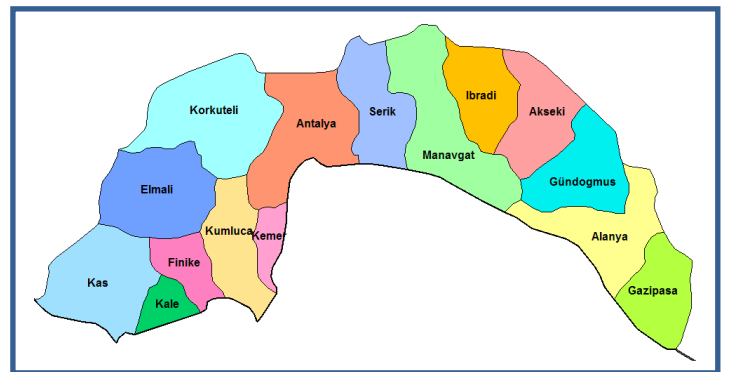 Ibradi
Korkuteli
Serik
Akseki
Antalya
Manavgat
Gündogmus
Elmali
Kumluca
Kemer
Alanya
Finike
Kas
Gazipasa
Kale